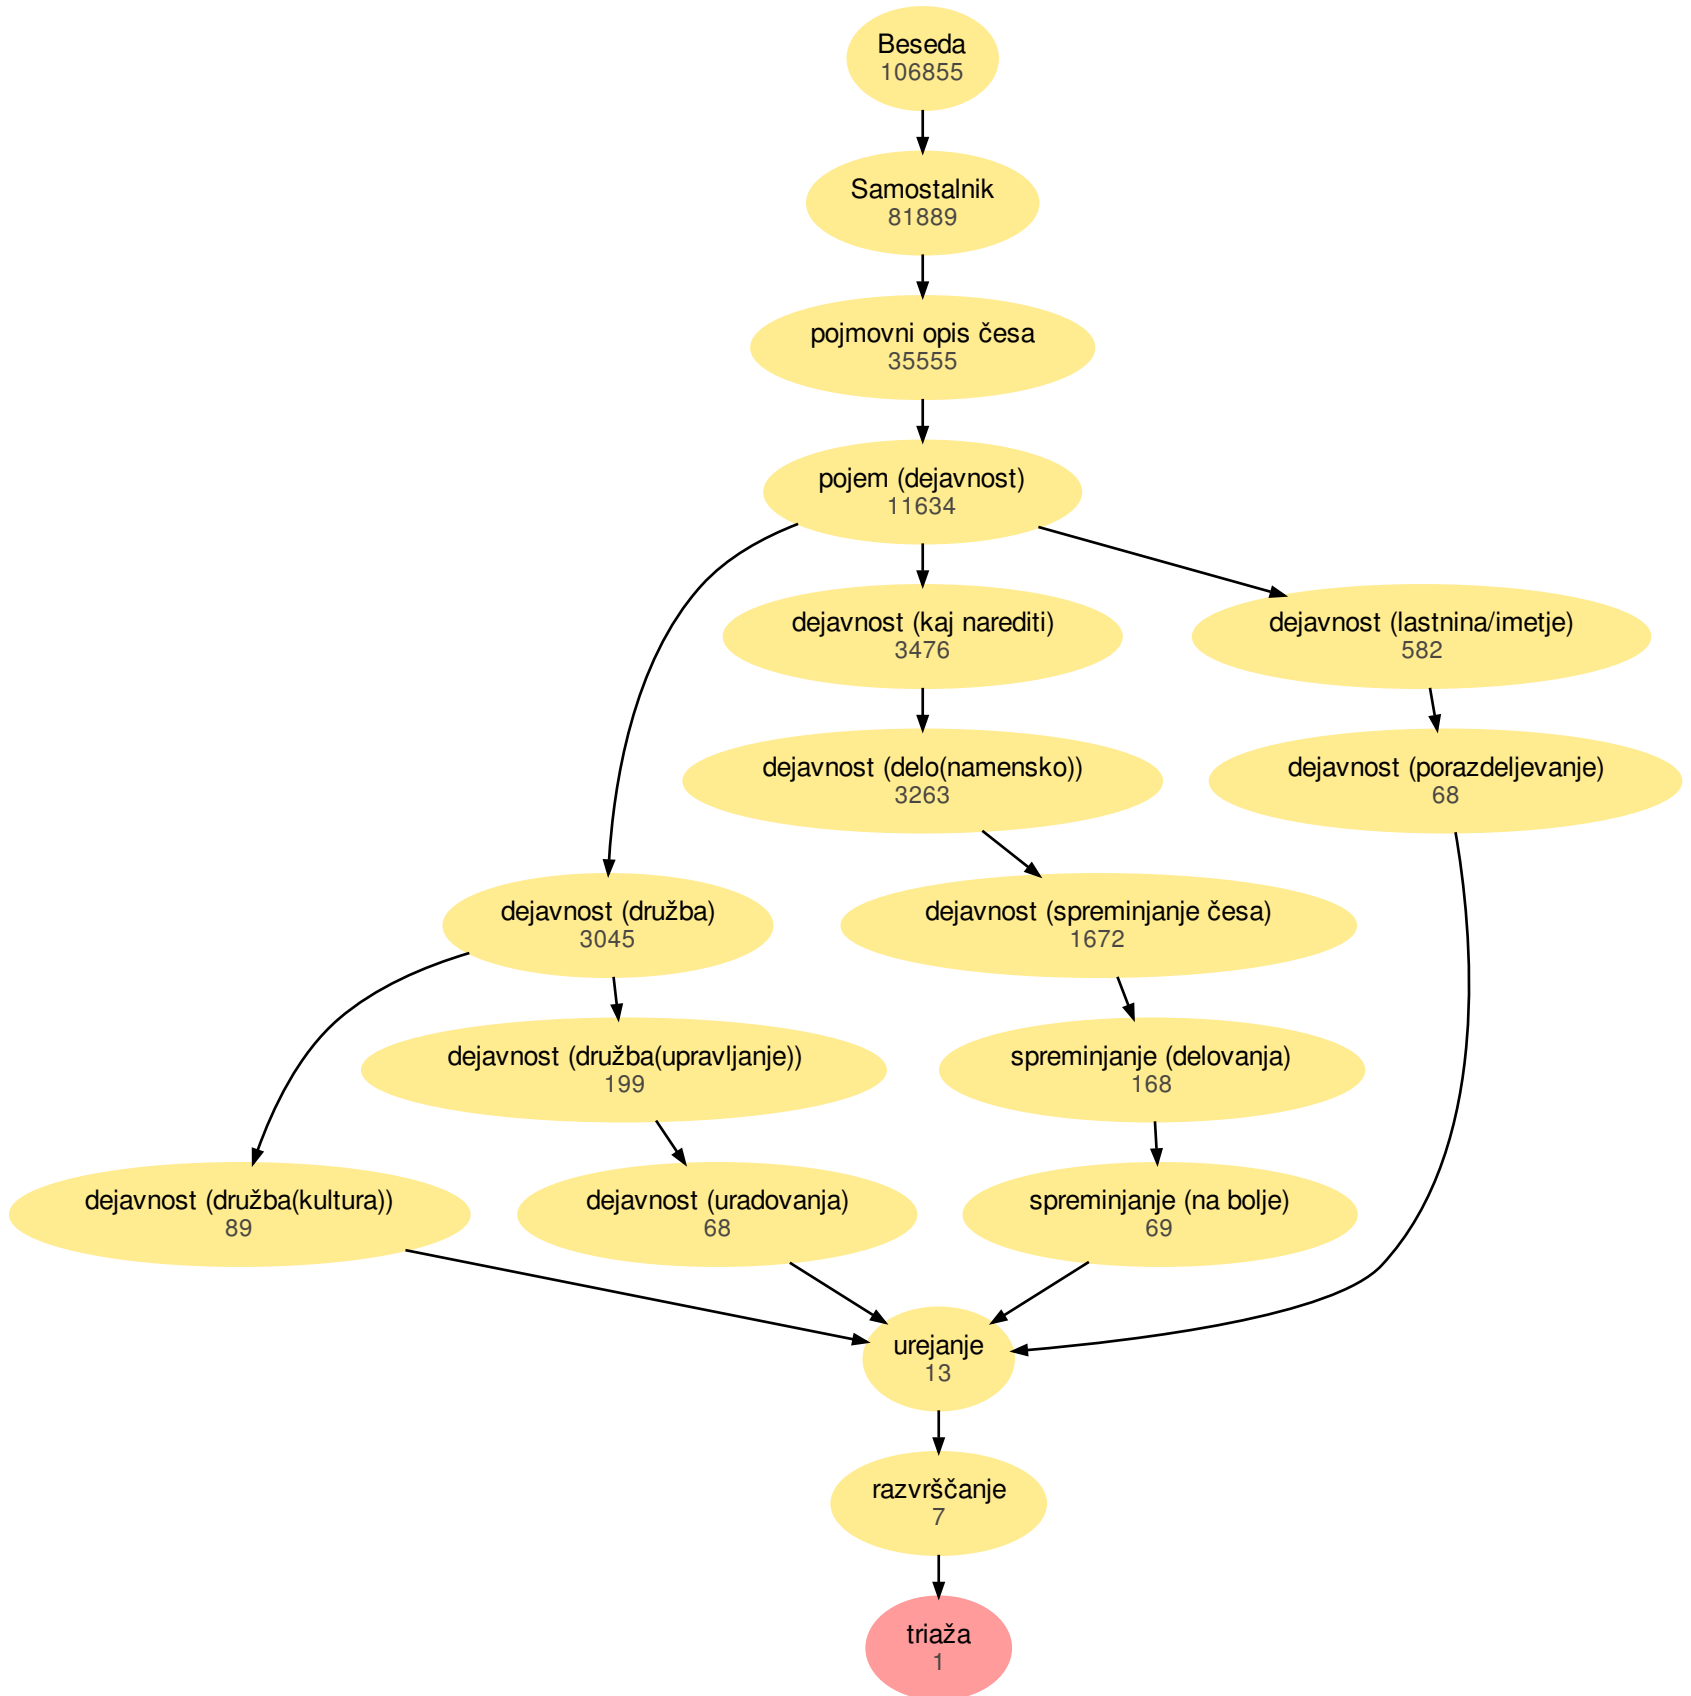 Beseda
106855
Samostalnik
81889
pojmovni opis česa
35555
pojem (dejavnost)
11634
dejavnost (kaj narediti)
3476
dejavnost (lastnina/imetje)
582
dejavnost (delo(namensko))
3263
dejavnost (porazdeljevanje)
68
dejavnost (družba)
3045
dejavnost (spreminjanje česa)
1672
dejavnost (družba(upravljanje))
199
spreminjanje (delovanja)
168
dejavnost (družba(kultura))
89
dejavnost (uradovanja)
68
spreminjanje (na bolje)
69
urejanje
13
razvrščanje
7
triaža
1